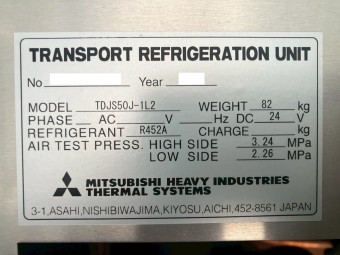 TRANSPORT REFRIGERATION UNIT
No Year
MODEL TDJS50J-1L2 WEIGHT 82 kg
PHASE AC V Hz DC 24 V
REFRIGERANT R452A CHARGE kg
AIR TEST PRESS. HIGH SIDE 3.24 MPa
LOW SIDE 2.26 MPa
MITSUBISHI HEAVY INDUSTRIES
THERMAL SYSTEMS
3-1,ASAHI,NISHIBIWAJIMA,KIYOSU,AICHI,452-8561 JAPAN